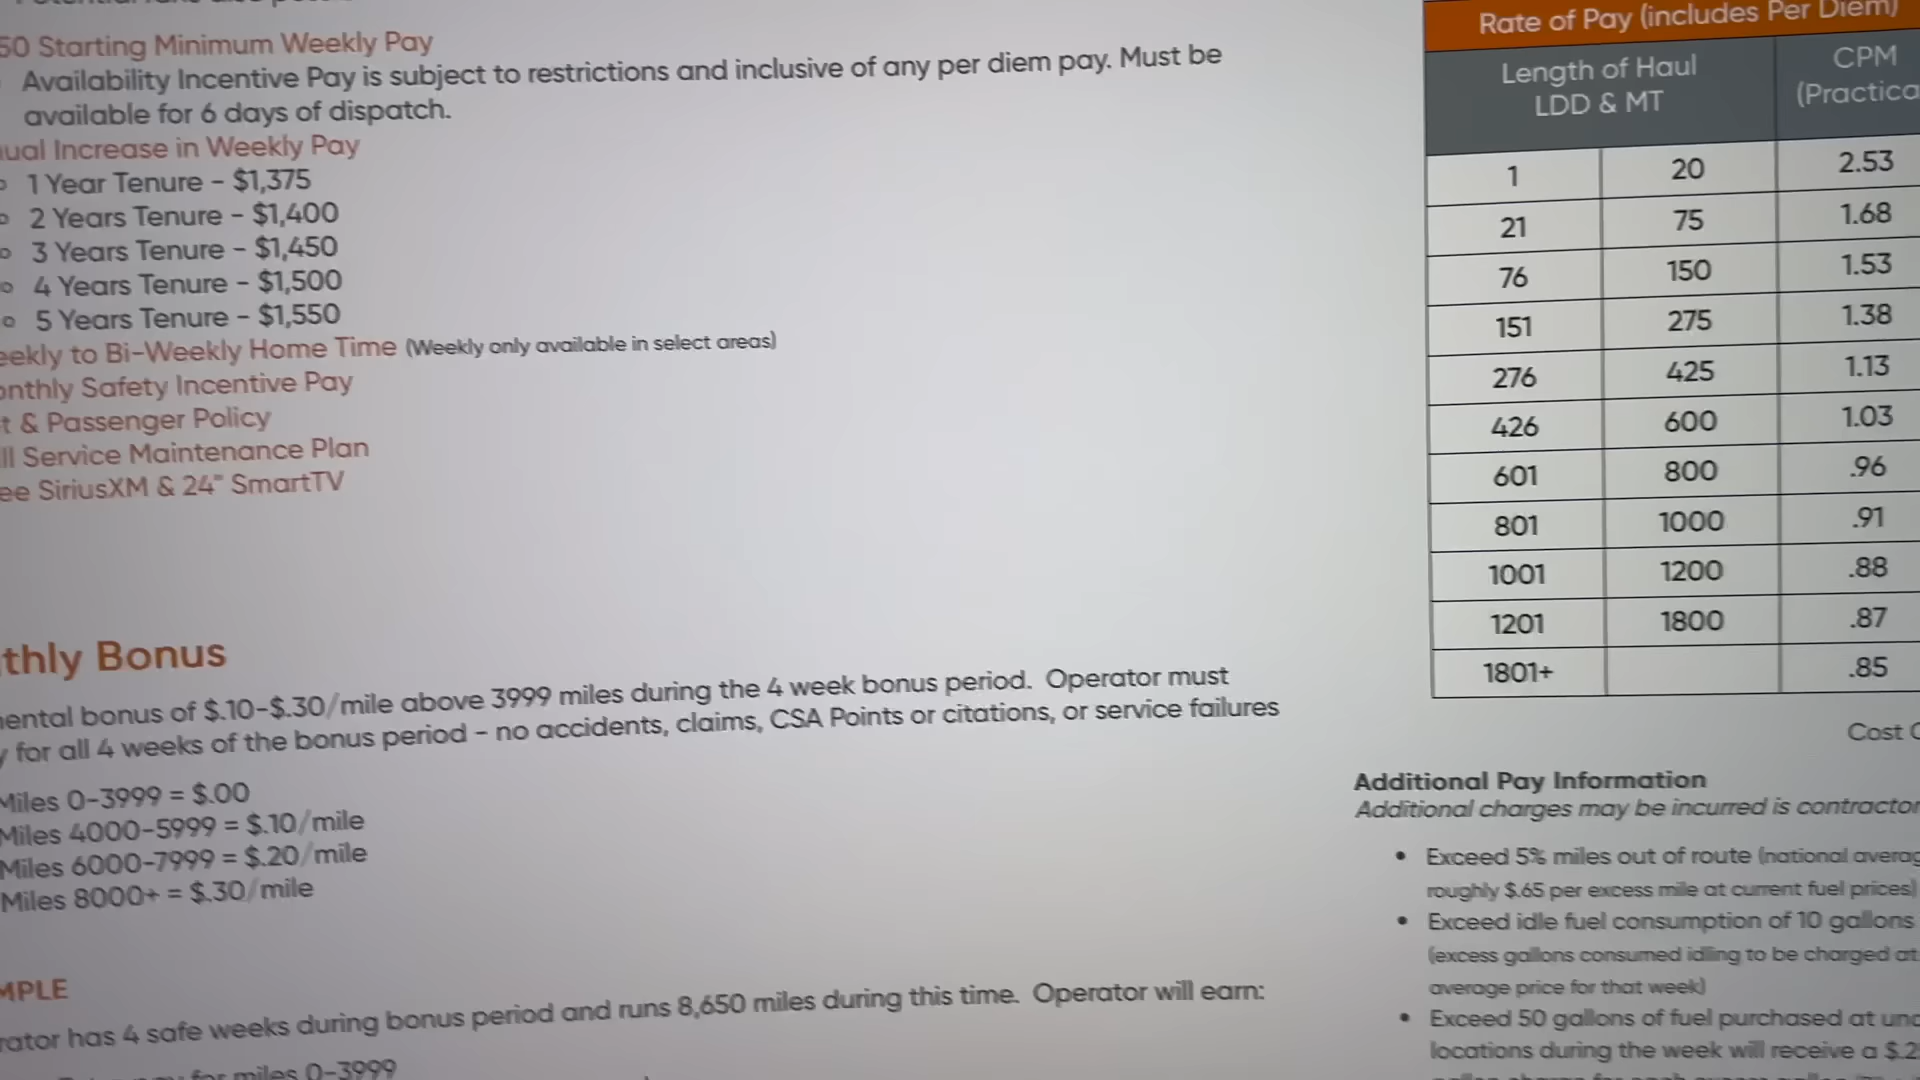 50 Starting Minimum Weekly Pay
Availability Incentive Pay is subject to restrictions and inclusive of any per diem pay. Must be
available for 6 days of dispatch.
ual Increase in Weekly Pay
1 Year Tenure - $1,375
2 Years Tenure - $1,400
3 Years Tenure - $1,450
4 Years Tenure - $1,500
5 Years Tenure - $1,550
eekly to Bi-Weekly Home Time (Weekly only available in select areas)
onthly Safety Incentive Pay
t & Passenger Policy
ll Service Maintenance Plan
ee SiriusXM & 24" SmartTV
thly Bonus
ental bonus of $.10-$.30/mile above 3999 miles during the 4 week bonus period. Operator must
y for all 4 weeks of the bonus period - no accidents, claims, CSA Points or citations, or service failures
Miles 0-3999 = $.00
Miles 4000-5999 = $.10/mile
Miles 6000-7999 = $.20/mile
Miles 8000+ = $.30/mile
MPLE
rator has 4 safe weeks during bonus period and runs 8,650 miles during this time. Operator will earn:
for miles 0-3999
Rate of Pay (includes Per Diem)
Length of Haul CPM
LDD & MT (Practica
1 20 2.53
21 75 1.68
76 150 1.53
151 275 1.38
276 425 1.13
426 600 1.03
601 800 .96
801 1000 .91
1001 1200 .88
1201 1800 .87
1801+ .85
Cost
Additional Pay Information
Additional charges may be incurred is contractor
• Exceed 5% miles out of route (national averag
roughly $.65 per excess mile at current fuel prices)
• Exceed idle fuel consumption of 10 gallons
(excess gallons consumed idling to be charged at
average price for that week)
• Exceed 50 gallons of fuel purchased at
locations during the week will receive a $.2